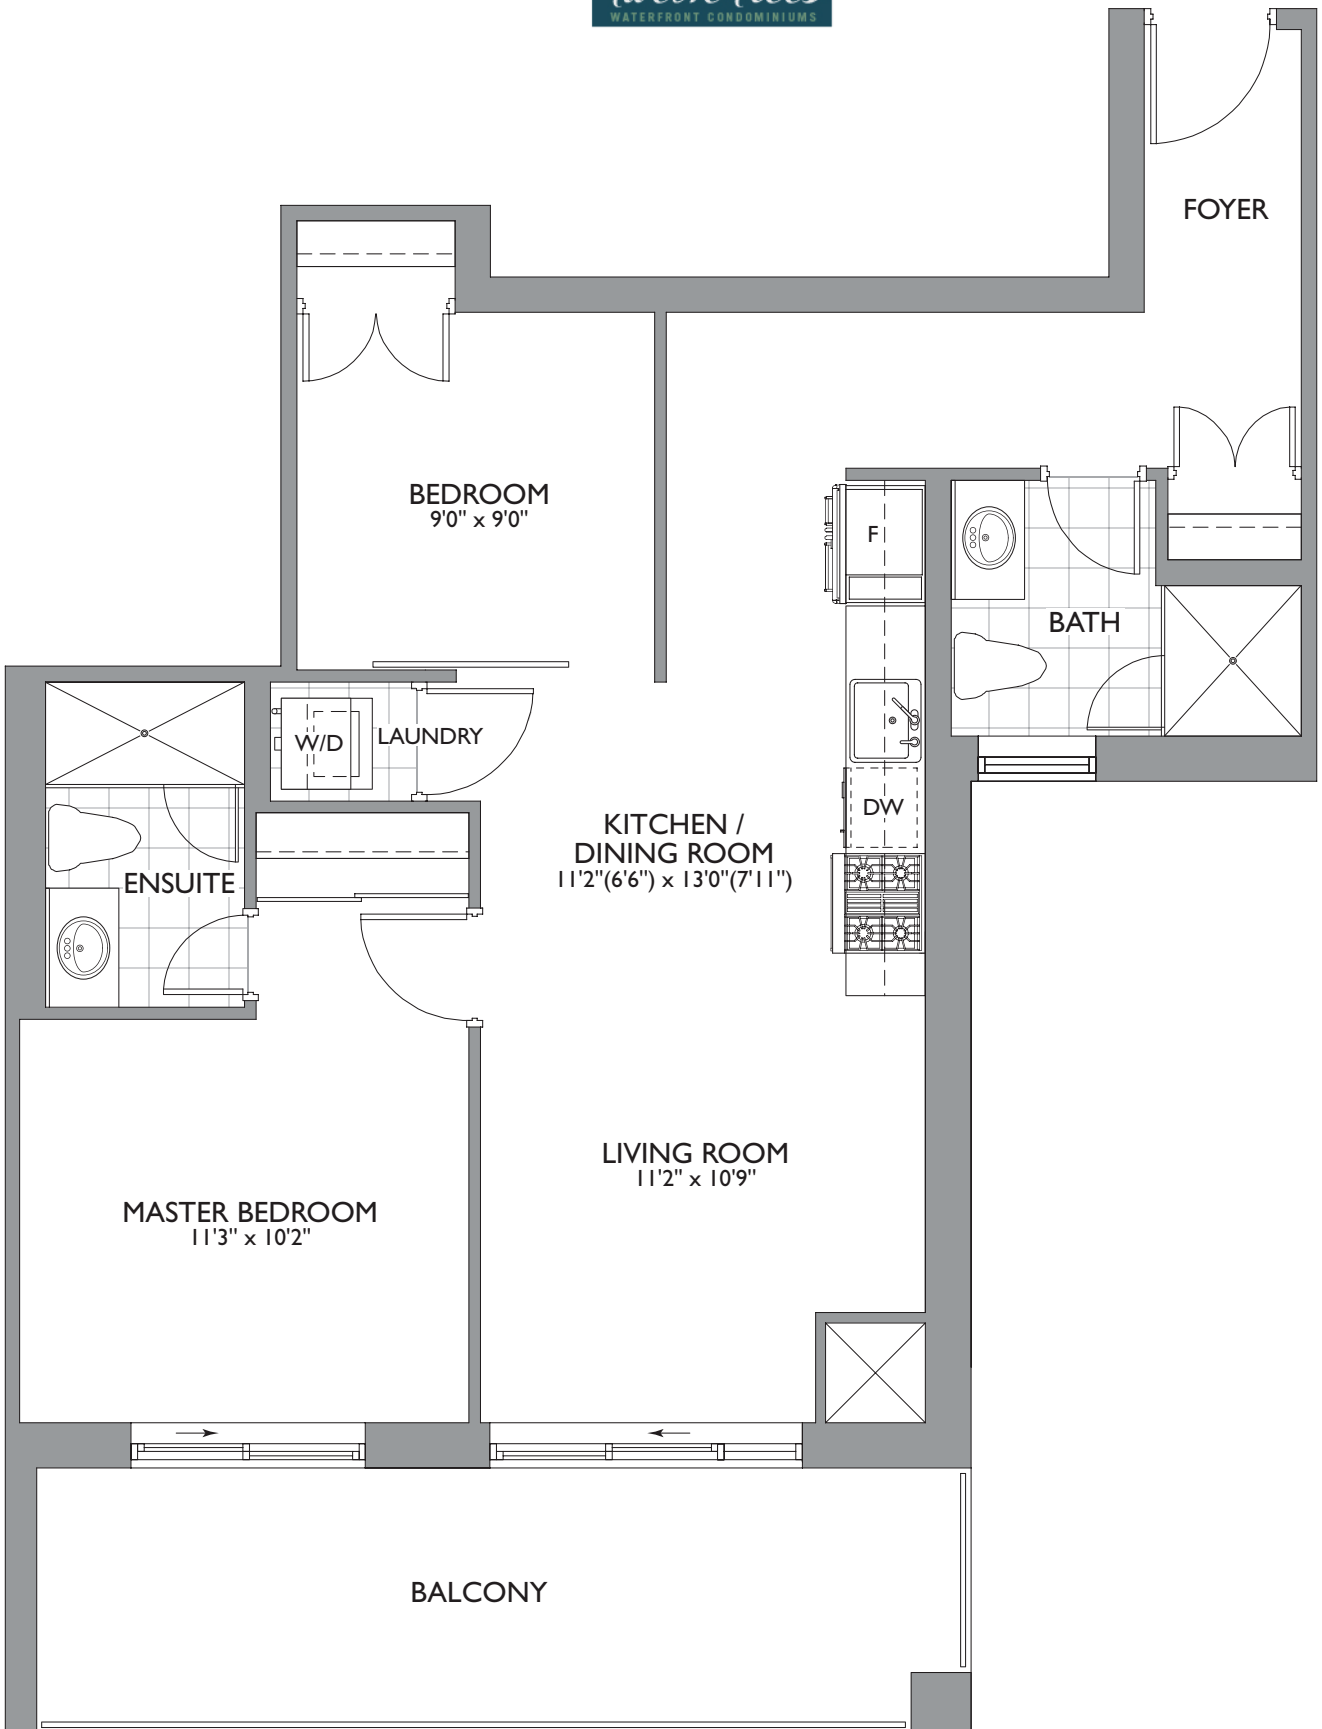 WATERFRONT CONDOMINIUMS
FOYER
BEDROOM
9'0" x 9'0"
F
BATH
W/D
LAUNDRY
DW
KITCHEN /
DINING ROOM
11'2"(6'6") x 13'0"(7'11")
ENSUITE
LIVING ROOM
11'2" x 10'9"
MASTER BEDROOM
11'3" x 10'2"
BALCONY